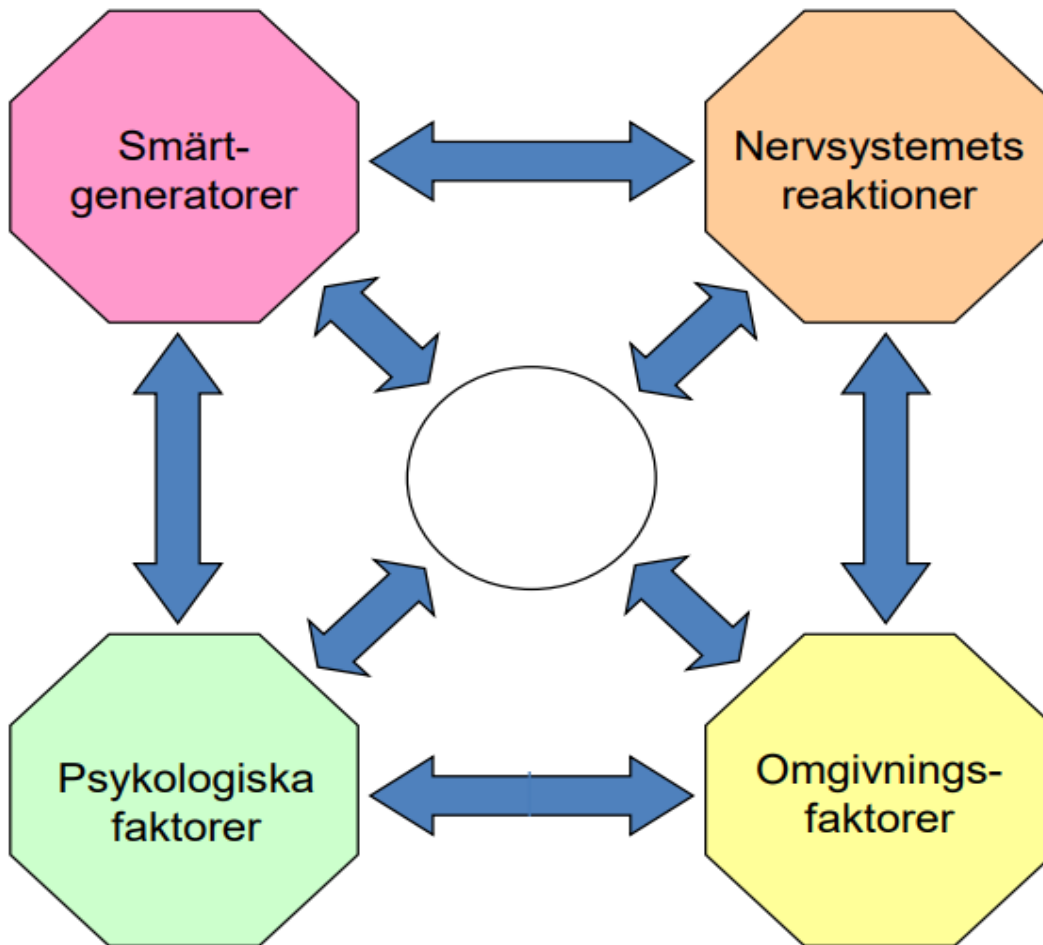 Smärt-
generatorer
Nervsystemets
reaktioner
Psykologiska
faktorer
Omgivnings-
faktorer